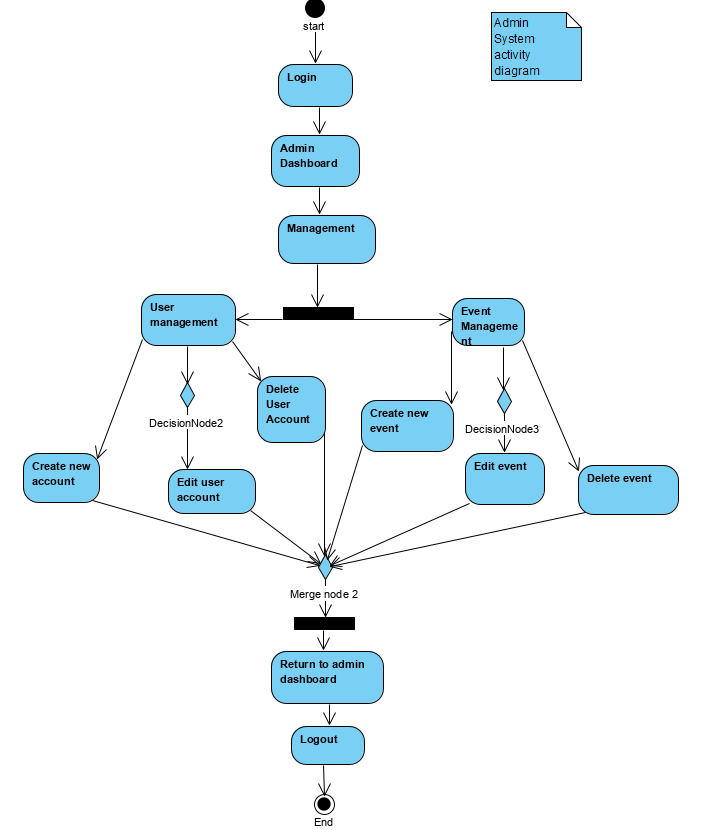 start
Admin
System
activity
diagram
Login
Admin
Dashboard
Management
User
management
Event
Manageme
nt
Delete
User
Account
Create new
event
DecisionNode2
DecisionNode3
Create new
account
Edit user
account
Edit event
Delete event
Merge node 2
Return to admin
dashboard
Logout
End